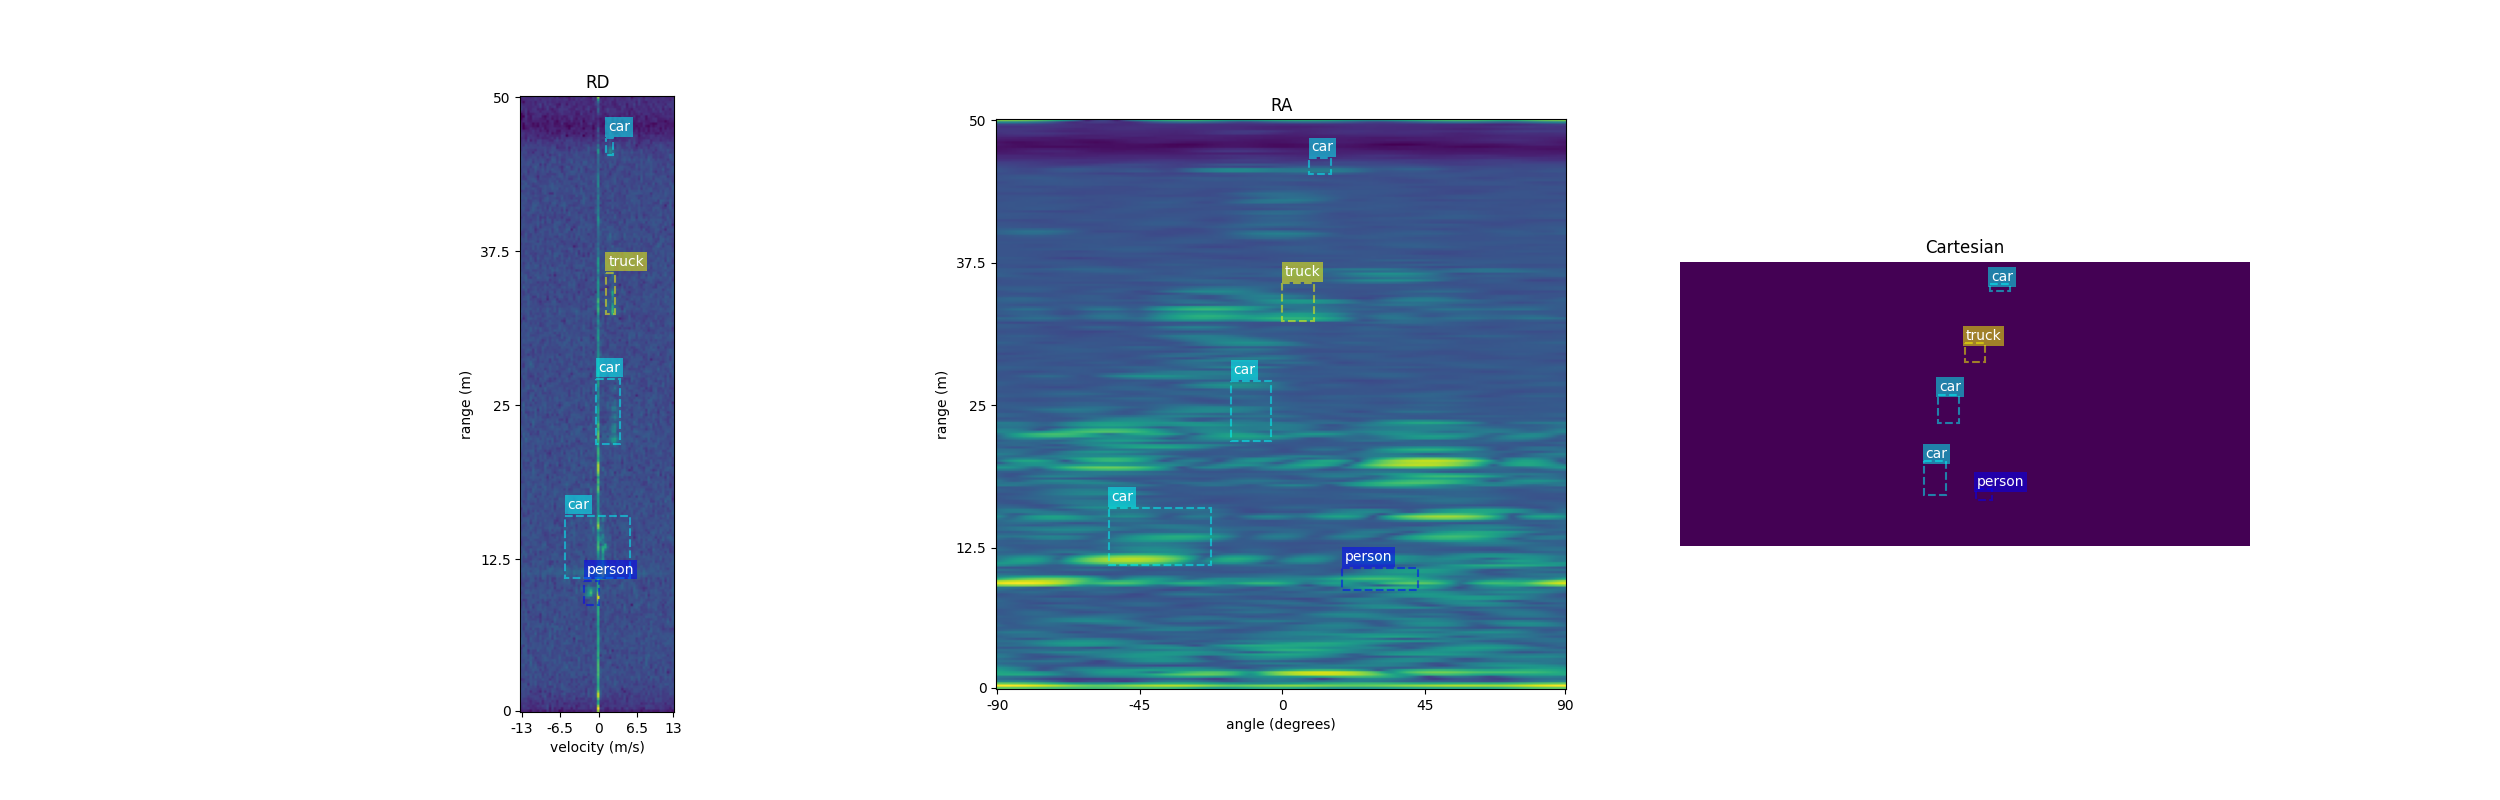 RD
50
37.5
25
12.5
0
range (m)
-13
-6.5
0
6.5
13
velocity (m/s)
car
truck
car
car
person
RA
50
37.5
25
12.5
0
range (m)
-90
-45
0
45
90
angle (degrees)
car
truck
car
car
person
Cartesian
car
truck
car
car
person